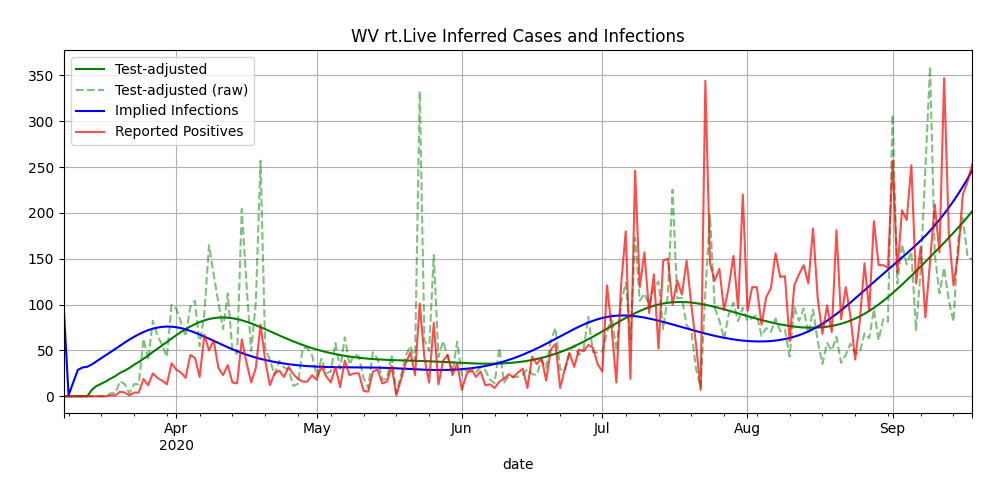 WV rt.Live Inferred Cases and Infections
Test-adjusted
Test-adjusted (raw)
Implied Infections
Reported Positives
350
300
250
200
150
100
50
0
Apr May Jun Jul Aug Sep
2020
date